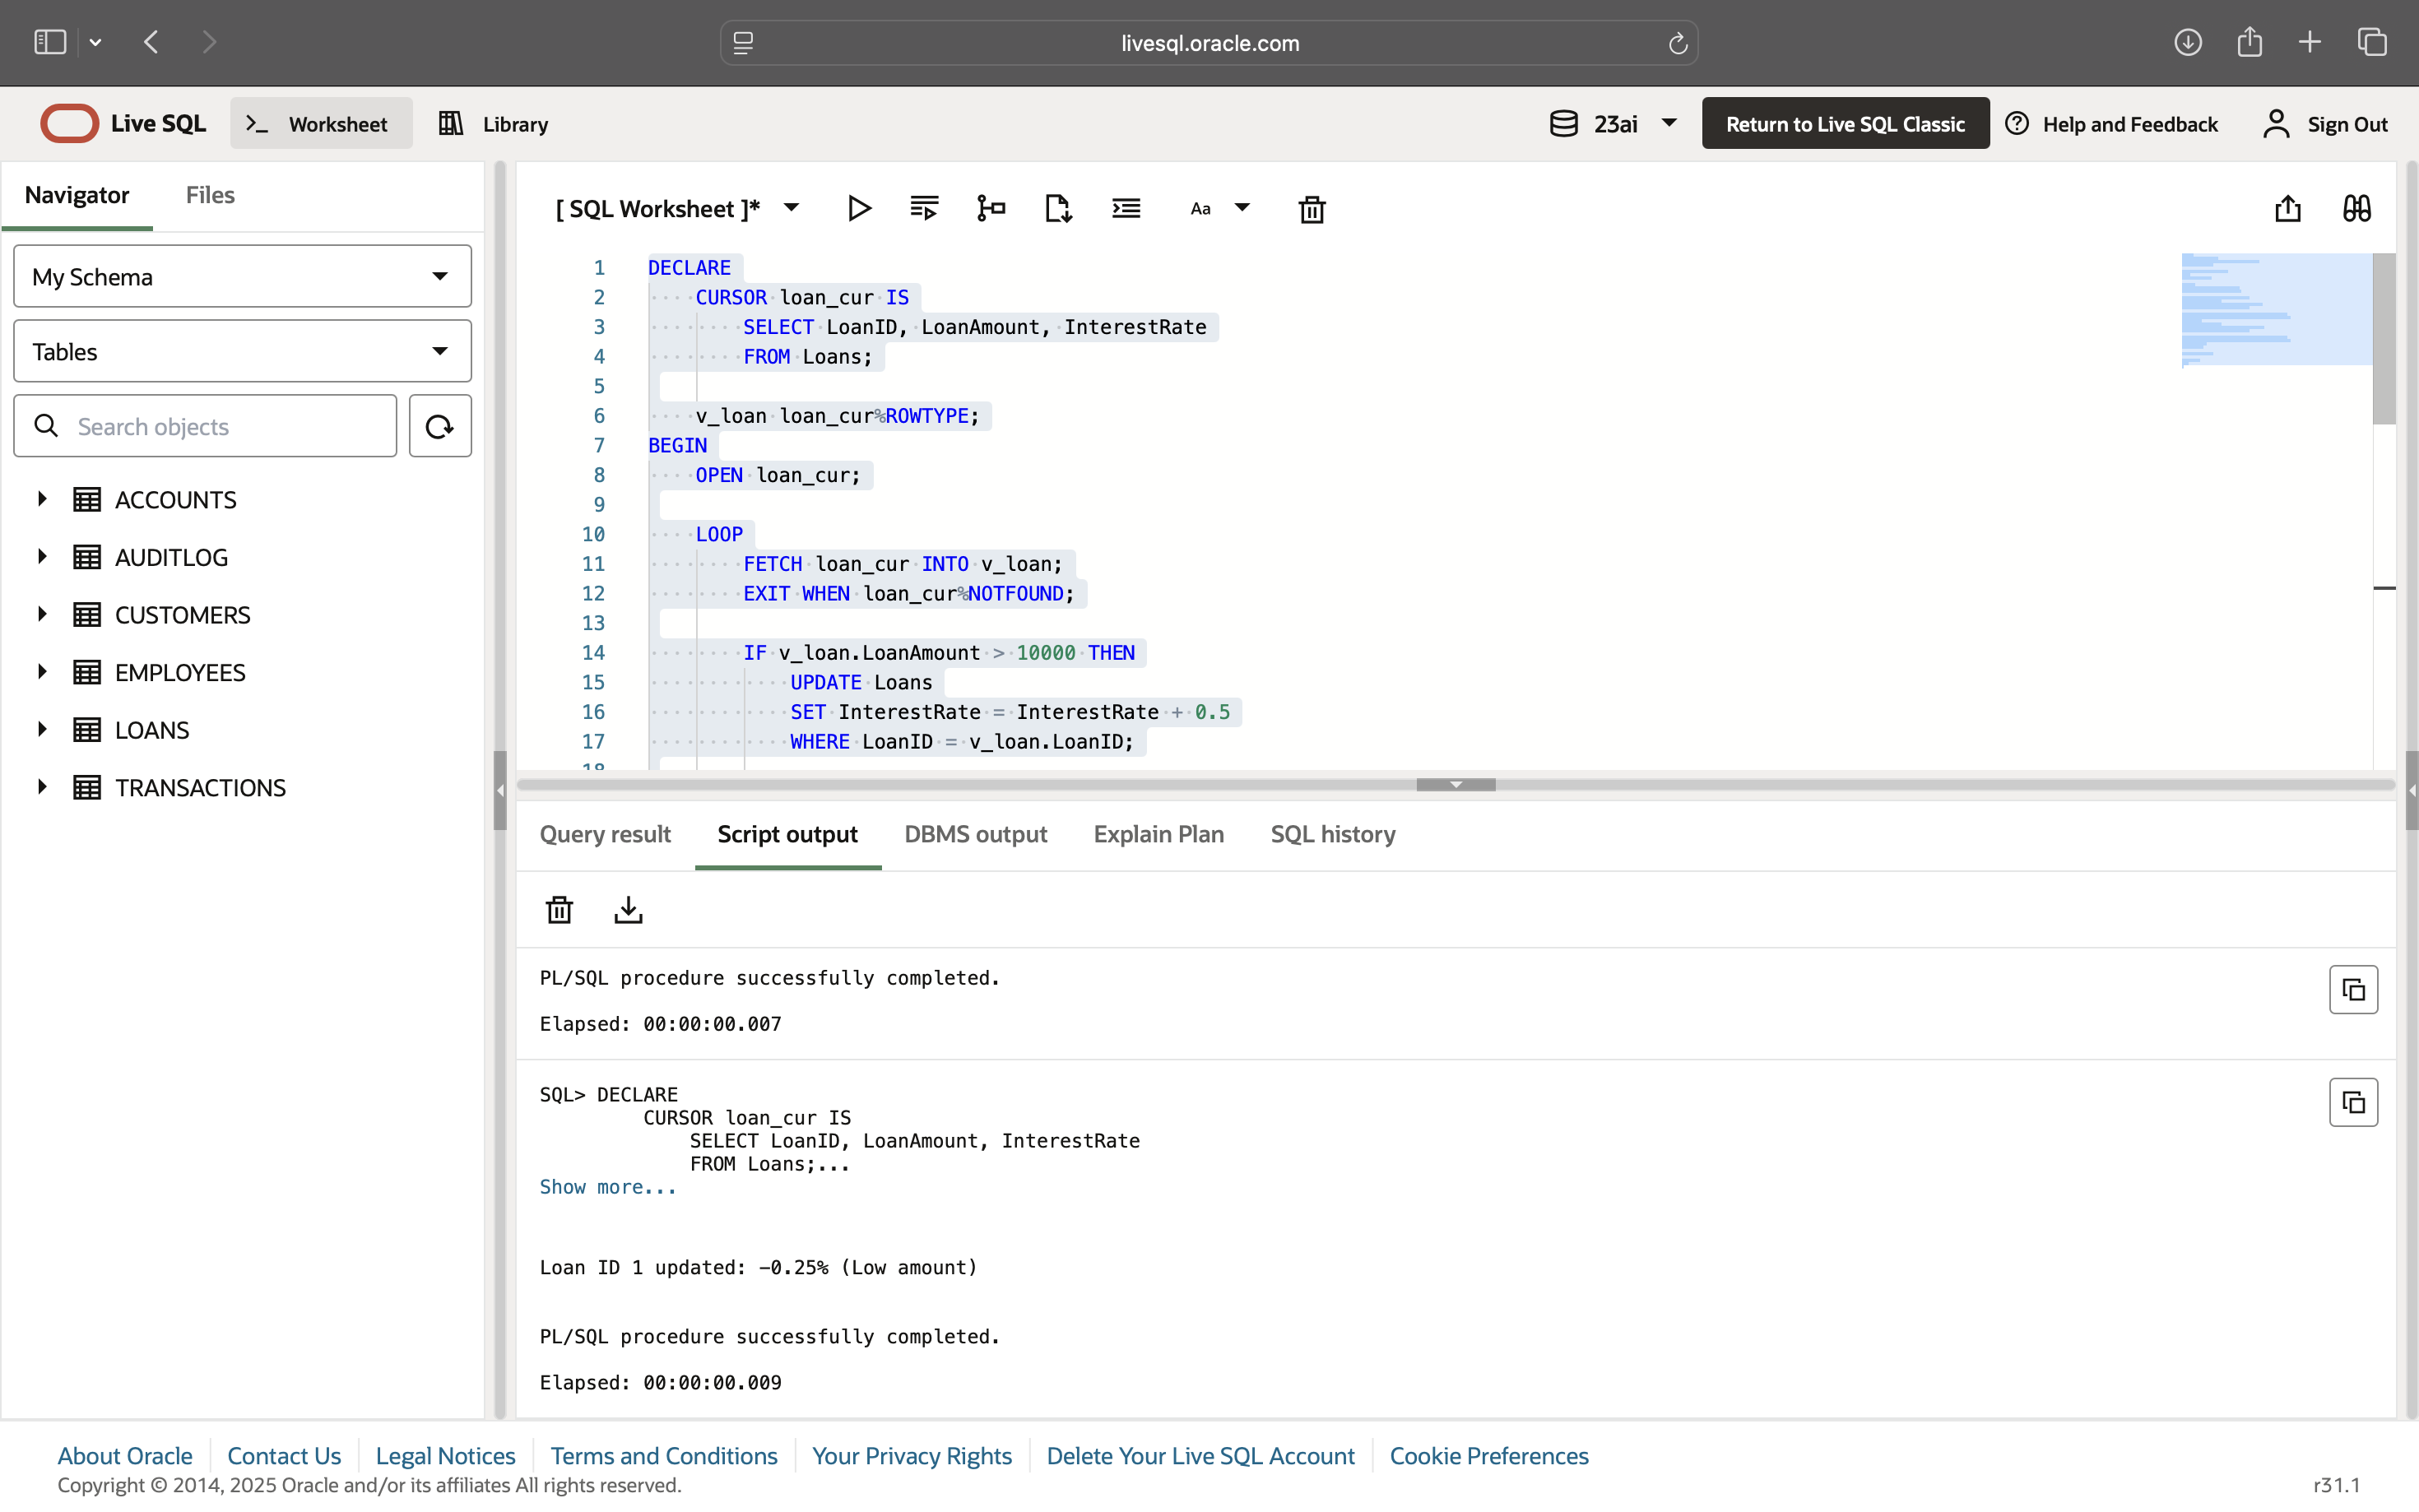 livesql.oracle.com
Live SQL
>_ Worksheet
Library
23ai
Return to Live SQL Classic
Help and Feedback
Sign Out
Navigator
Files
My Schema
Tables
Search objects
ACCOUNTS
AUDITLOG
CUSTOMERS
EMPLOYEES
LOANS
TRANSACTIONS
[ SQL Worksheet ]*
Aa
1 DECLARE
2 CURSOR loan_cur IS
3 SELECT LoanID, LoanAmount, InterestRate
4 FROM Loans;
5
6 v_loan loan_cur%ROWTYPE;
7 BEGIN
8 OPEN loan_cur;
9
10 LOOP
11 FETCH loan_cur INTO v_loan;
12 EXIT WHEN loan_cur%NOTFOUND;
13
14 IF v_loan.LoanAmount > 10000 THEN
15 UPDATE Loans
16 SET InterestRate = InterestRate + 0.5
17 WHERE LoanID = v_loan.LoanID;
18
Query result
Script output
DBMS output
Explain Plan
SQL history
PL/SQL procedure successfully completed.
Elapsed: 00:00:00.007
SQL> DECLARE
CURSOR loan_cur IS
SELECT LoanID, LoanAmount, InterestRate
FROM Loans;...
Show more...
Loan ID 1 updated: -0.25% (Low amount)
PL/SQL procedure successfully completed.
Elapsed: 00:00:00.009
About Oracle
Contact Us
Legal Notices
Terms and Conditions
Your Privacy Rights
Delete Your Live SQL Account
Cookie Preferences
Copyright © 2014, 2025 Oracle and/or its affiliates All rights reserved.
r31.1